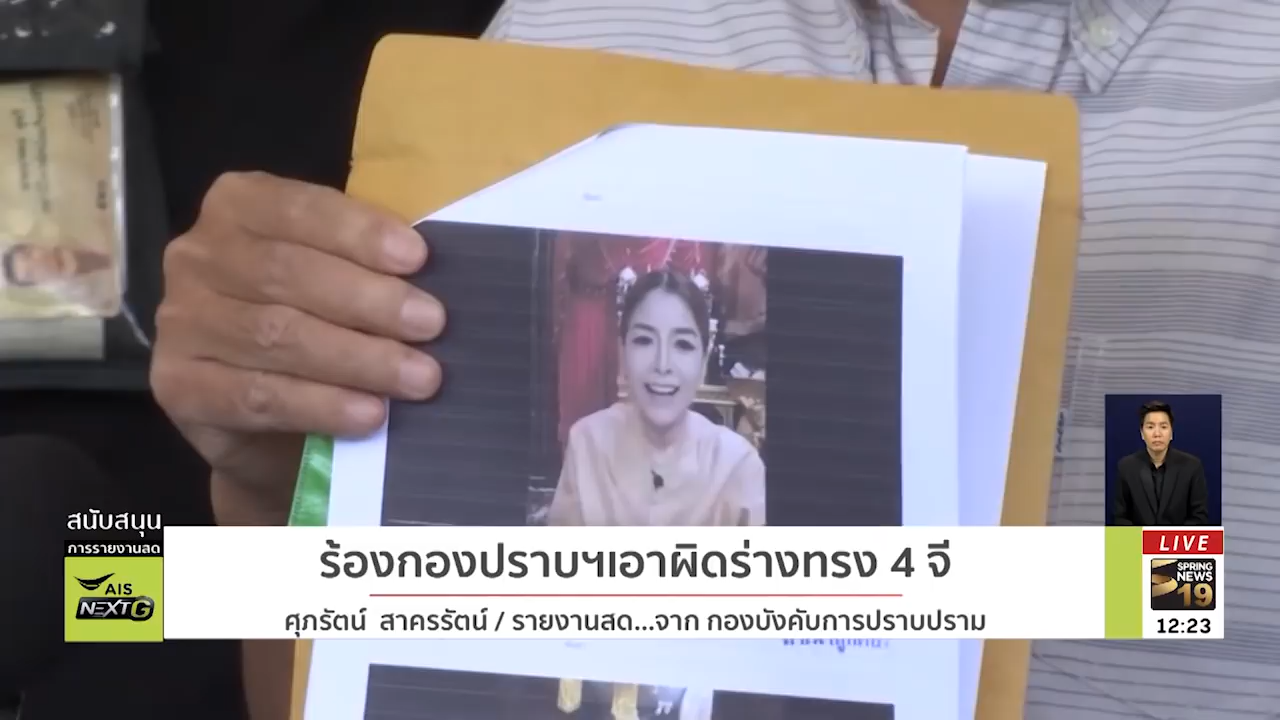 สนับสนุน
การรายงานสด
AIS
NEXTG
ร้องกองปราบฯเอาผิดร่างทรง 4 จี
ศุภรัตน์ สาครรัตน์ / รายงานสด...จาก กองบังคับการปราบปราม
LIVE
SPRING
NEWS
19
12:23